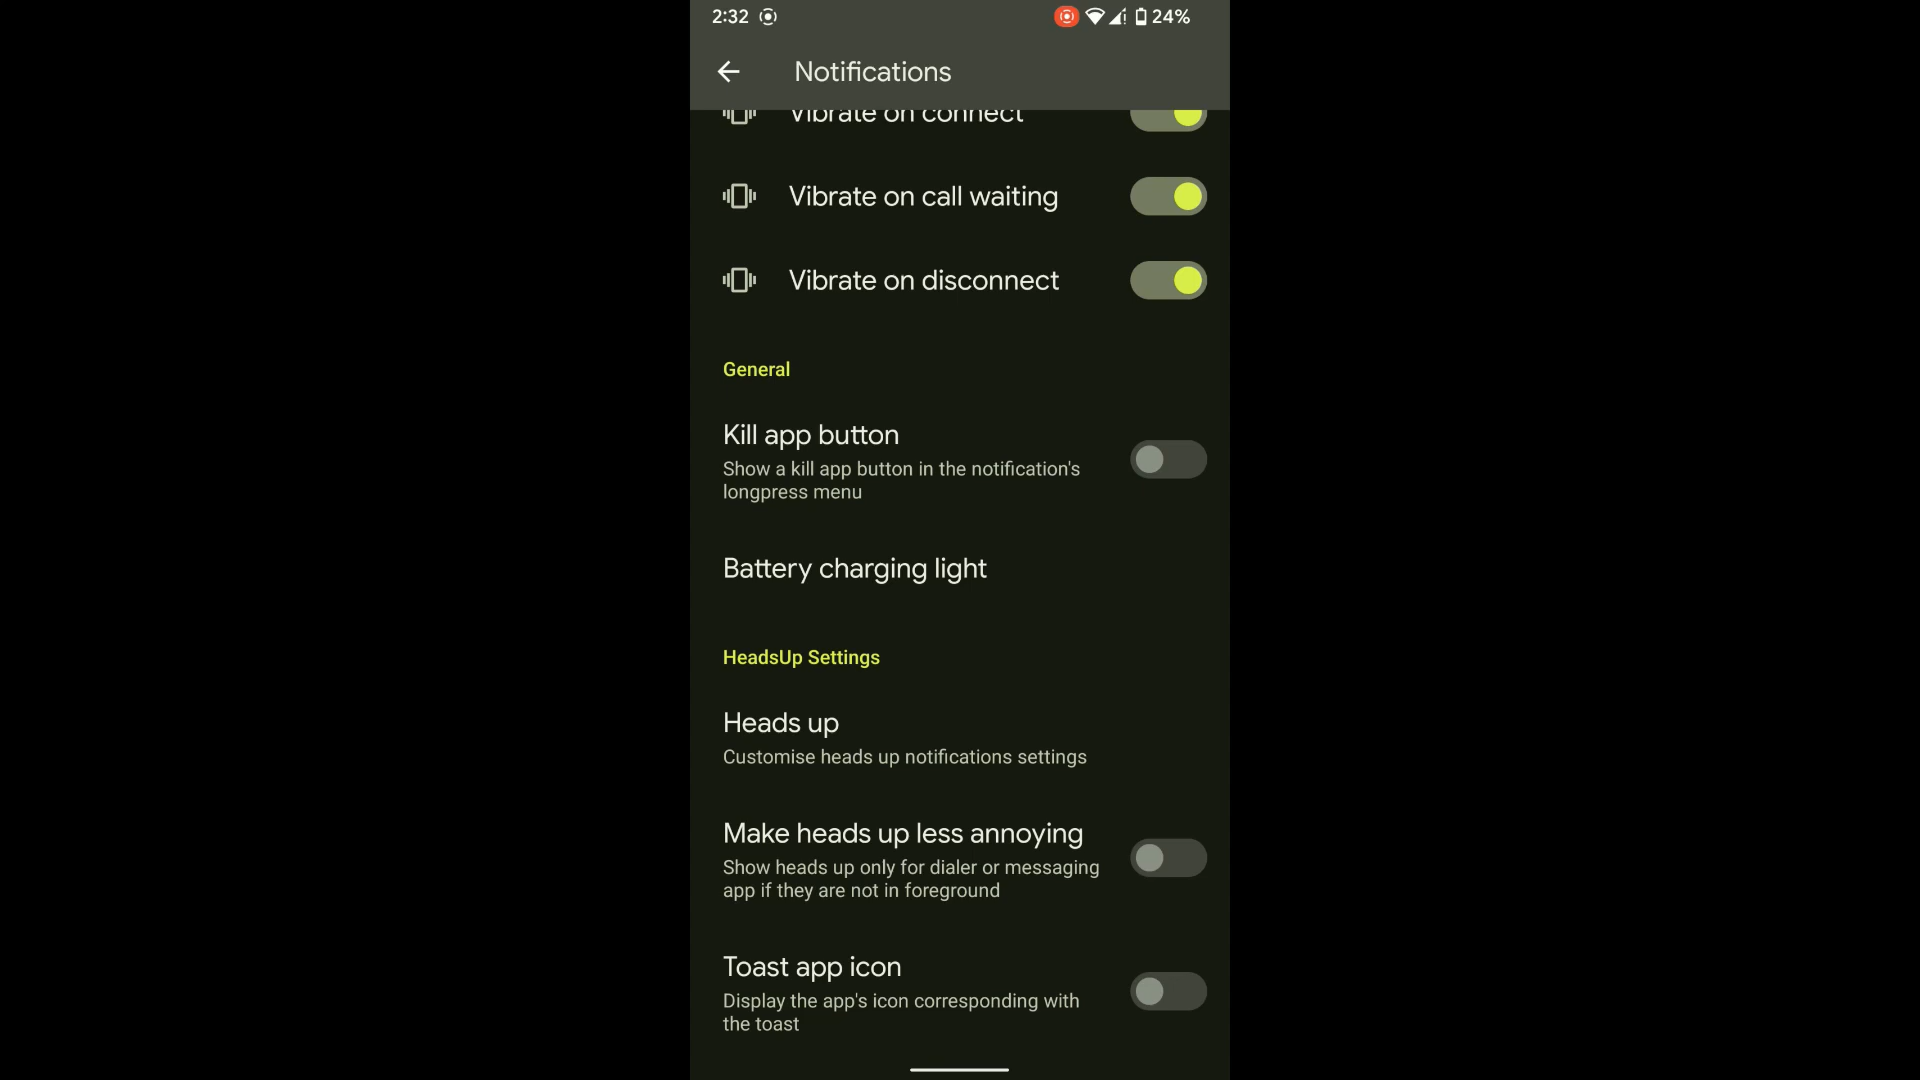 2:32
24%
Notifications
Vibrate on connect
Vibrate on call waiting
Vibrate on disconnect
General
Kill app button
Show a kill app button in the notification's
longpress menu
Battery charging light
HeadsUp Settings
Heads up
Customise heads up notifications settings
Make heads up less annoying
Show heads up only for dialer or messaging
app if they are not in foreground
Toast app icon
Display the app's icon corresponding with
the toast